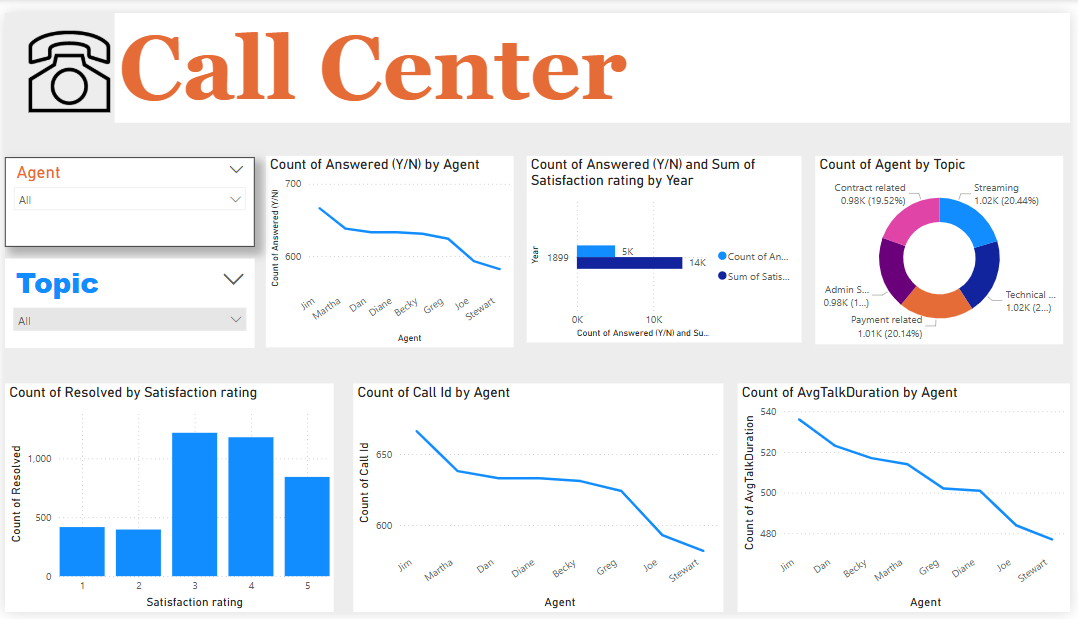 Call Center
Agent
All
Topic
All
Count of Answered (Y/N) by Agent
Count of Answered (Y/N)
700
600
Jim
Martha
Dan
Diane
Becky
Greg
Joe
Stewart
Agent
Count of Answered (Y/N) and Sum of
Satisfaction rating by Year
Year
1899
5K
14K
0K
10K
Count of Answered (Y/N) and Su...
Count of An...
Sum of Satis...
Count of Agent by Topic
Contract related
0.98K (19.52%)
Streaming
1.02K (20.44%)
Admin S...
0.98K (1...)
Technical ...
1.02K (2...)
Payment related
1.01K (20.14%)
Count of Resolved by Satisfaction rating
Count of Resolved
1,000
500
0
1
2
3
4
5
Satisfaction rating
Count of Call Id by Agent
Count of Call Id
650
600
Jim
Martha
Dan
Diane
Becky
Greg
Joe
Stewart
Agent
Count of AvgTalkDuration by Agent
Count of AvgTalkDuration
540
520
500
480
Jim
Dan
Becky
Martha
Greg
Diane
Joe
Stewart
Agent